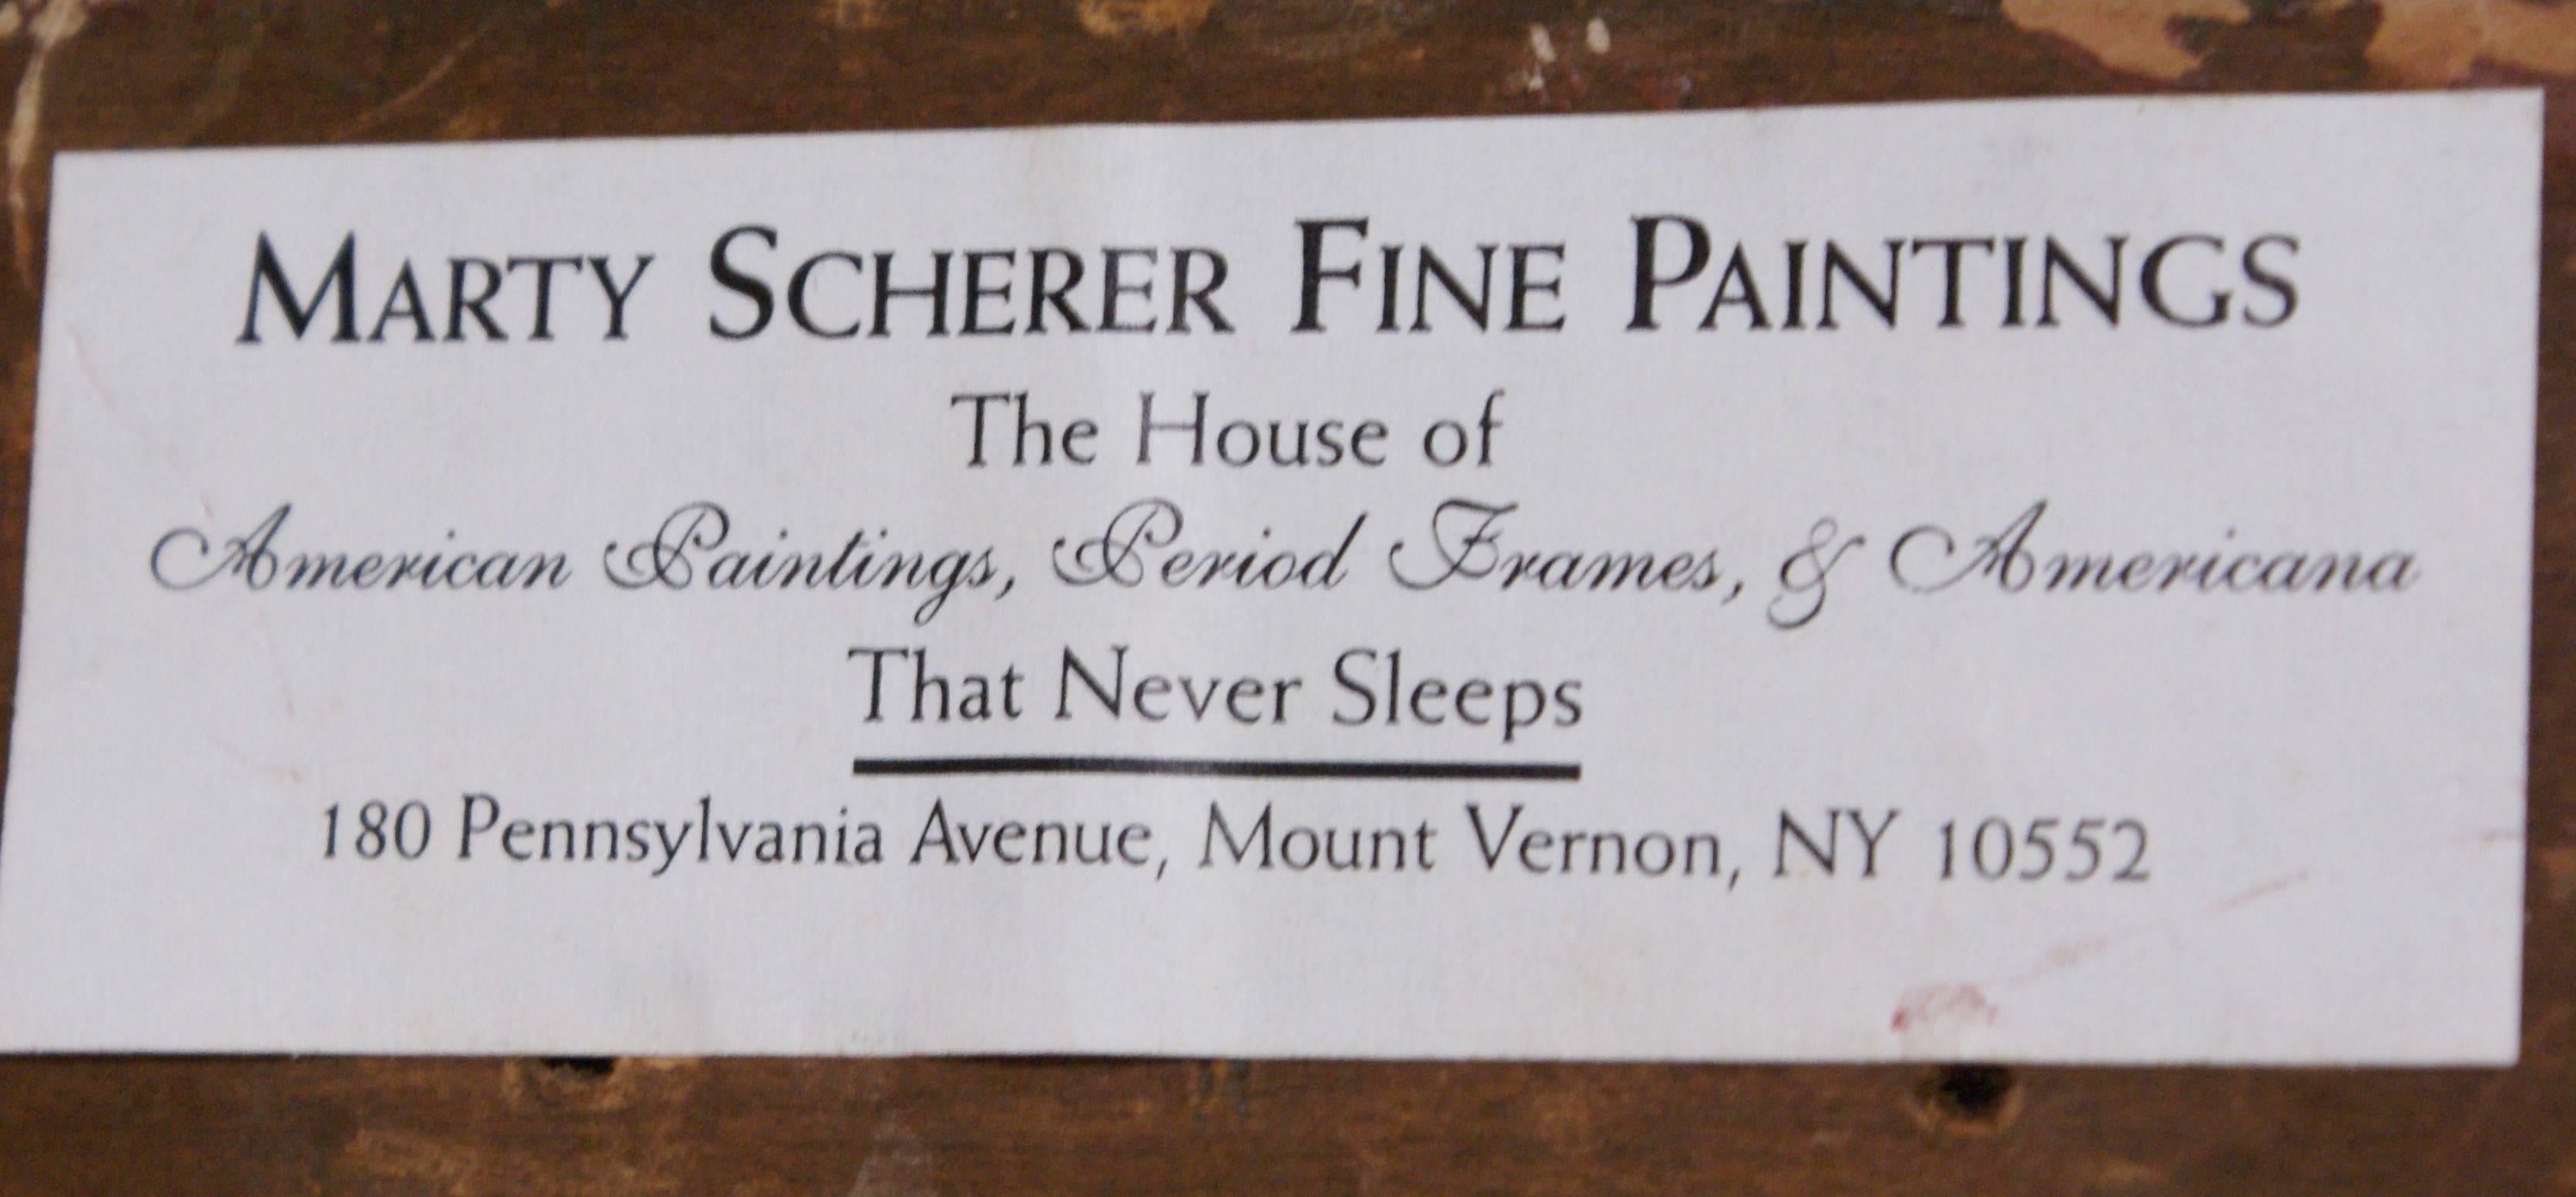 MARTY SCHERER FINE PAINTINGS
The House of
American Paintings, Period Frames, & Americana
That Never Sleeps
180 Pennsylvania Avenue, Mount Vernon, NY 10552